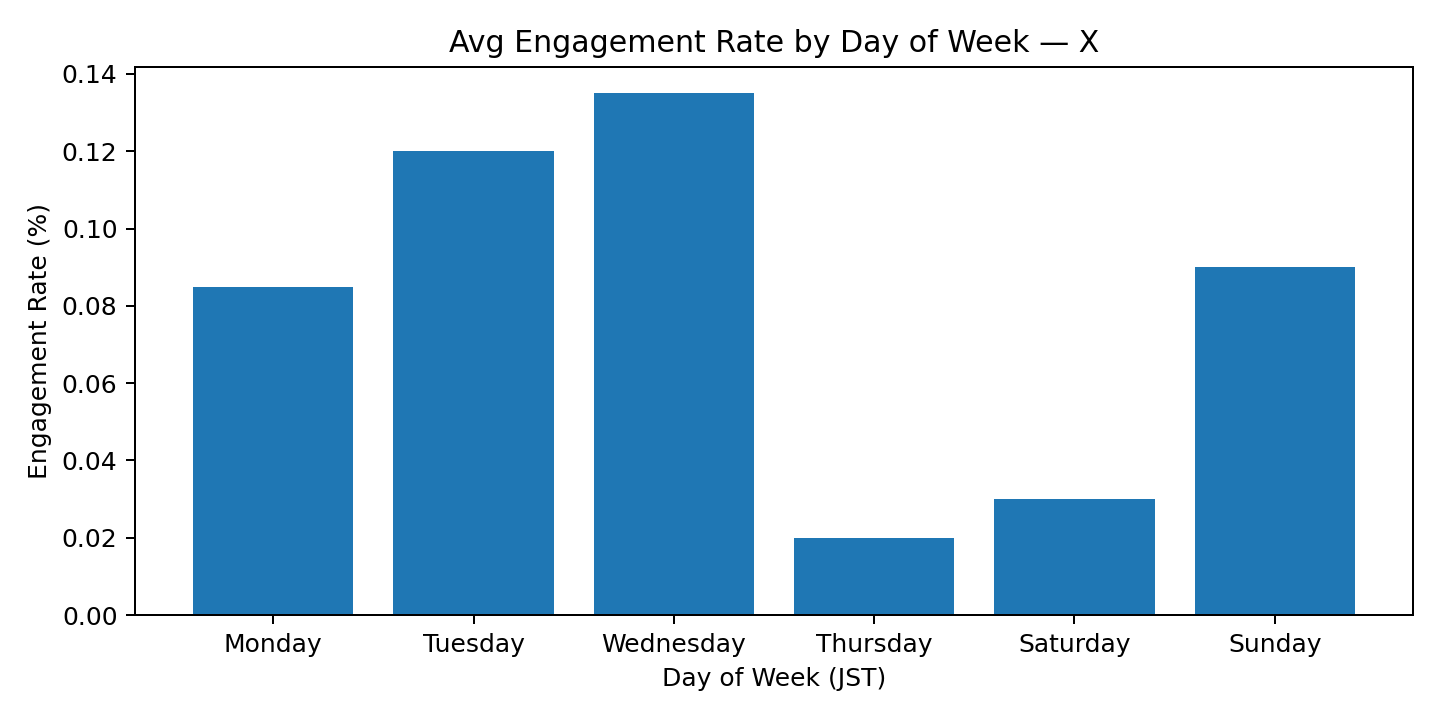 Avg Engagement Rate by Day of Week — X
Engagement Rate (%)
0.14
0.12
0.10
0.08
0.06
0.04
0.02
0.00
Monday Tuesday Wednesday Thursday Saturday Sunday
Day of Week (JST)